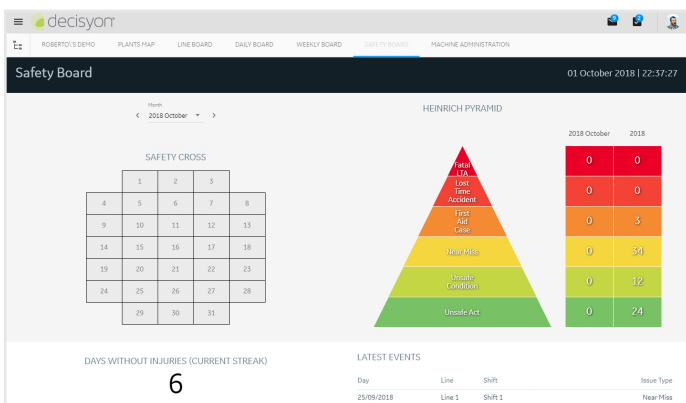 decisyon
9
2
ROBERTO\'S DEMO PLANTS MAP LINE BOARD DAILY BOARD WEEKLY BOARD SAFETY BOARD MACHINE ADMINISTRATION
Safety Board
01 October 2018 | 22:37:27
Month
2018 October
SAFETY CROSS
1 2 3
4 5 6 7 8
9 10 11 12 13
14 15 16 17 18
19 20 21 22 23
24 25 26 27 28
29 30 31
HEINRICH PYRAMID
2018 October 2018
Fatal
LTA
0 0
Lost
Time
Accident
0 0
First
Aid
Case
0 3
Near Miss 0 34
Unsafe
Condition
0 12
Unsafe Act 0 24
DAYS WITHOUT INJURIES (CURRENT STREAK)
6
LATEST EVENTS
Day Line Shift Issue Type
25/09/2018 Line 1 Shift 1 Near Miss